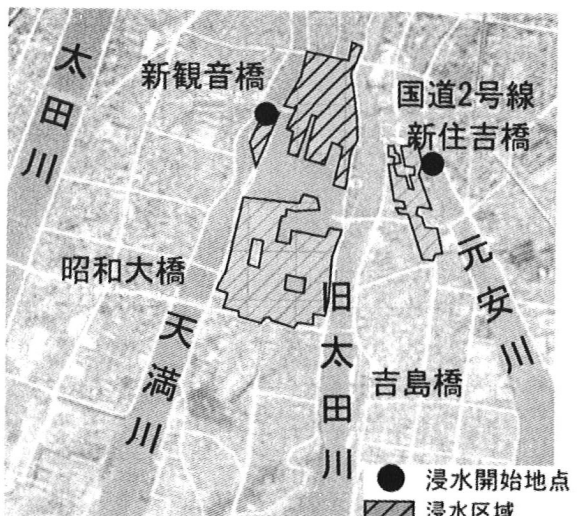 太田川
新観音橋
国道2号線
新住吉橋
昭和大橋
天満川
旧太田川
元安川
吉島橋
浸水開始地点
浸水区域